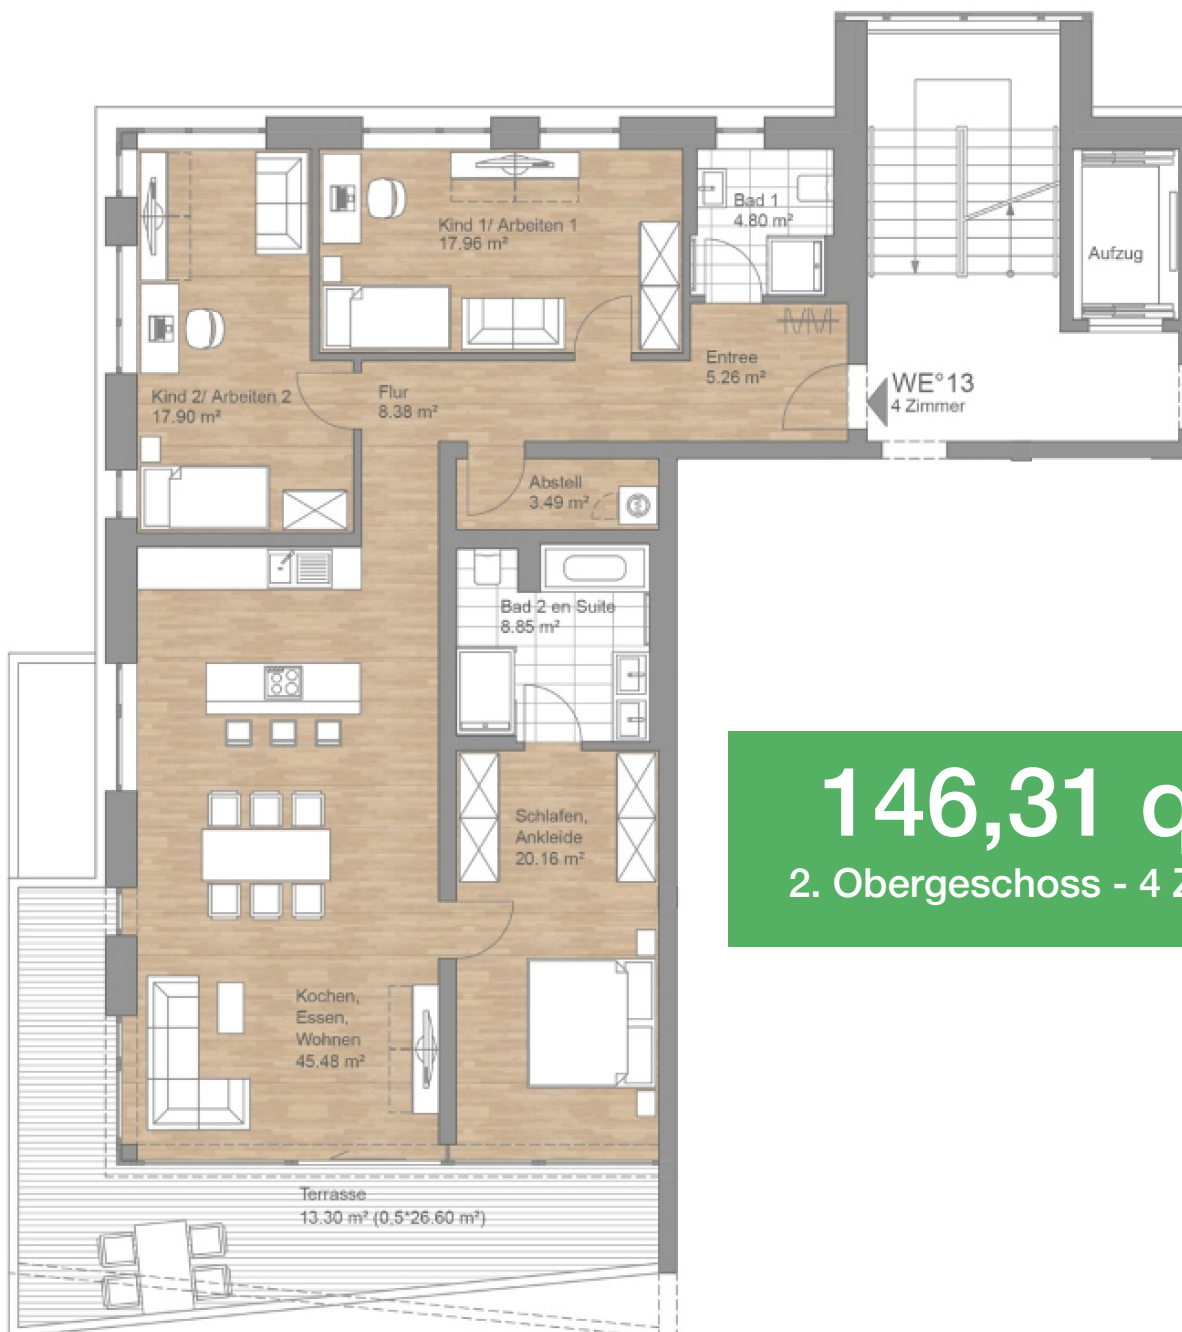 Bad 1
4.80 m²
Kind 1/ Arbeiten 1
17.96 m²
Aufzug
Entree
5.26 m²
WE°13
4 Zimmer
Kind 2/ Arbeiten 2
17.90 m²
Flur
8.38 m²
Abstell
3.49 m²
Bad 2 en Suite
8.85 m²
146,31 q
2. Obergeschoss - 4 Z
Schlafen,
Ankleide
20.16 m²
Kochen,
Essen,
Wohnen
45.48 m²
Terrasse
13.30 m² (0,5*26.60 m²)